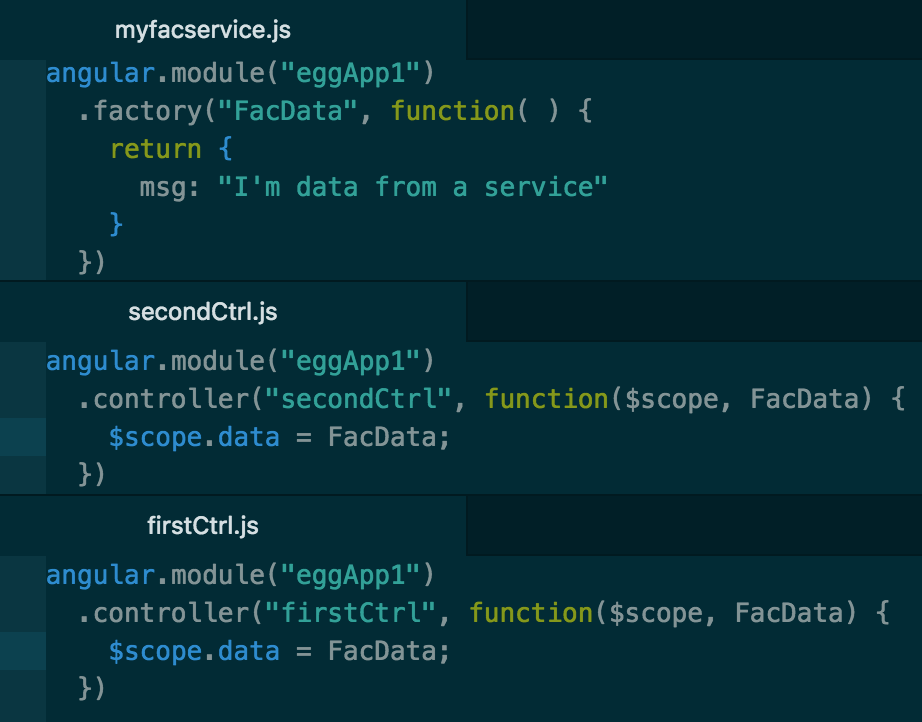 myfacservice.js
angular.module("eggApp1")
  .factory("FacData", function( ) {
    return {
      msg: "I'm data from a service"
    }
  })
secondCtrl.js
angular.module("eggApp1")
  .controller("secondCtrl", function($scope, FacData) {
    $scope.data = FacData;
  })
firstCtrl.js
angular.module("eggApp1")
  .controller("firstCtrl", function($scope, FacData) {
    $scope.data = FacData;
  })